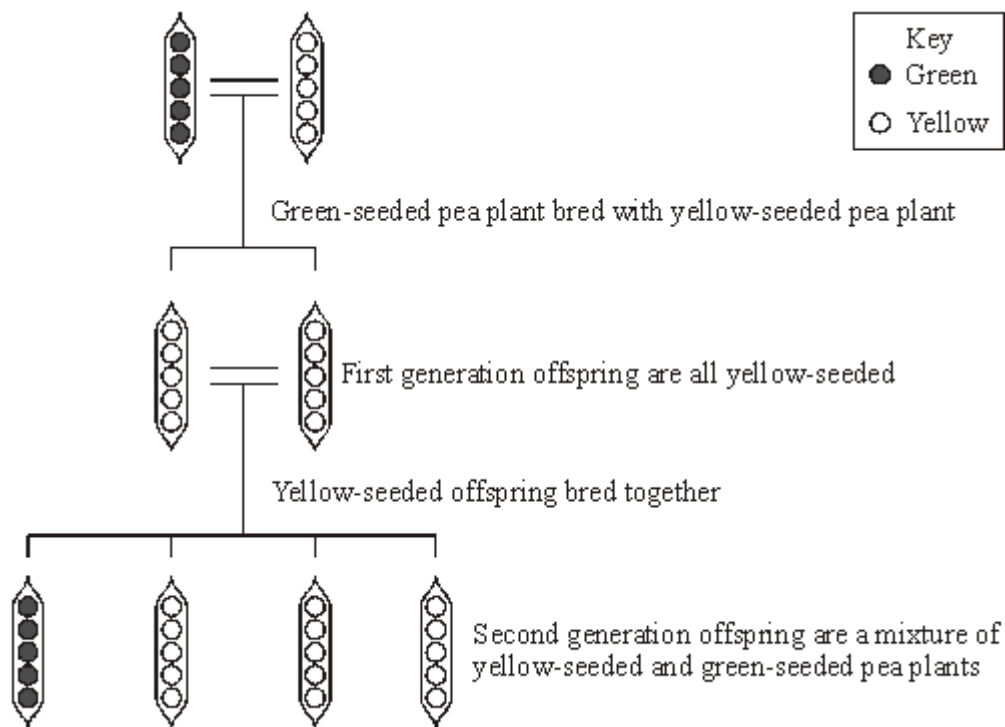 Key
Green
Yellow
Green-seeded pea plant bred with yellow-seeded pea plant
First generation offspring are all yellow-seeded
Yellow-seeded offspring bred together
Second generation offspring are a mixture of
yellow-seeded and green-seeded pea plants